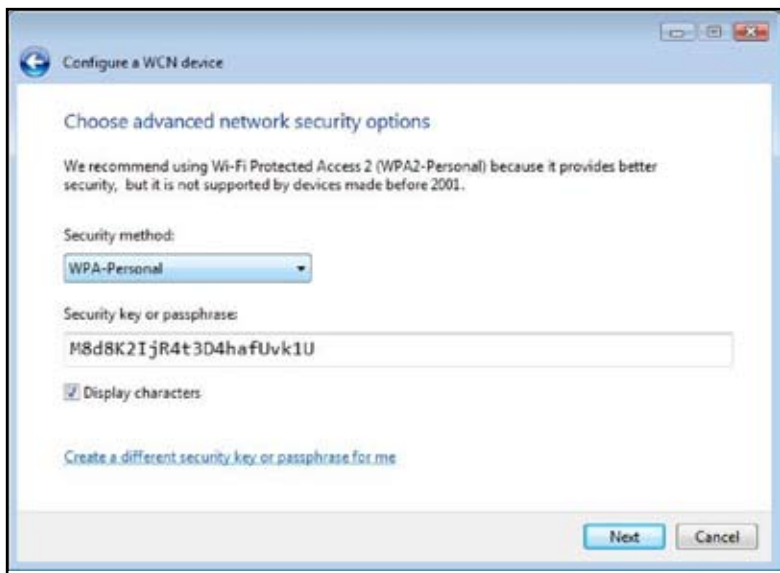 Configure a WCN device
Choose advanced network security options
We recommend using Wi-Fi Protected Access 2 (WPA2-Personal) because it provides better
security, but it is not supported by devices made before 2001.
Security method:
WPA-Personal
Security key or passphrase:
M8d8K2IjR4t3D4hafUvk1U
Display characters
Create a different security key or passphrase for me
Next Cancel